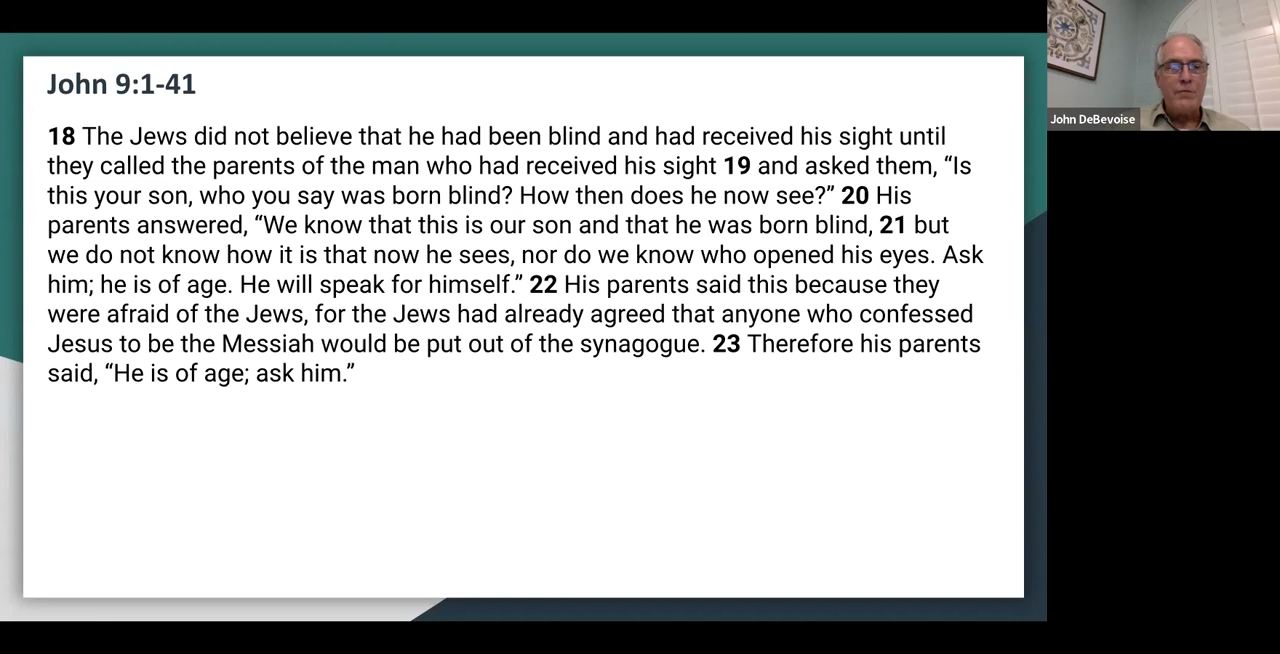 John 9:1-41
18 The Jews did not believe that he had been blind and had received his sight until
they called the parents of the man who had received his sight 19 and asked them, “Is
this your son, who you say was born blind? How then does he now see?” 20 His
parents answered, “We know that this is our son and that he was born blind, 21 but
we do not know how it is that now he sees, nor do we know who opened his eyes. Ask
him; he is of age. He will speak for himself.” 22 His parents said this because they
were afraid of the Jews, for the Jews had already agreed that anyone who confessed
Jesus to be the Messiah would be put out of the synagogue. 23 Therefore his parents
said, “He is of age; ask him.”
John DeBevoise